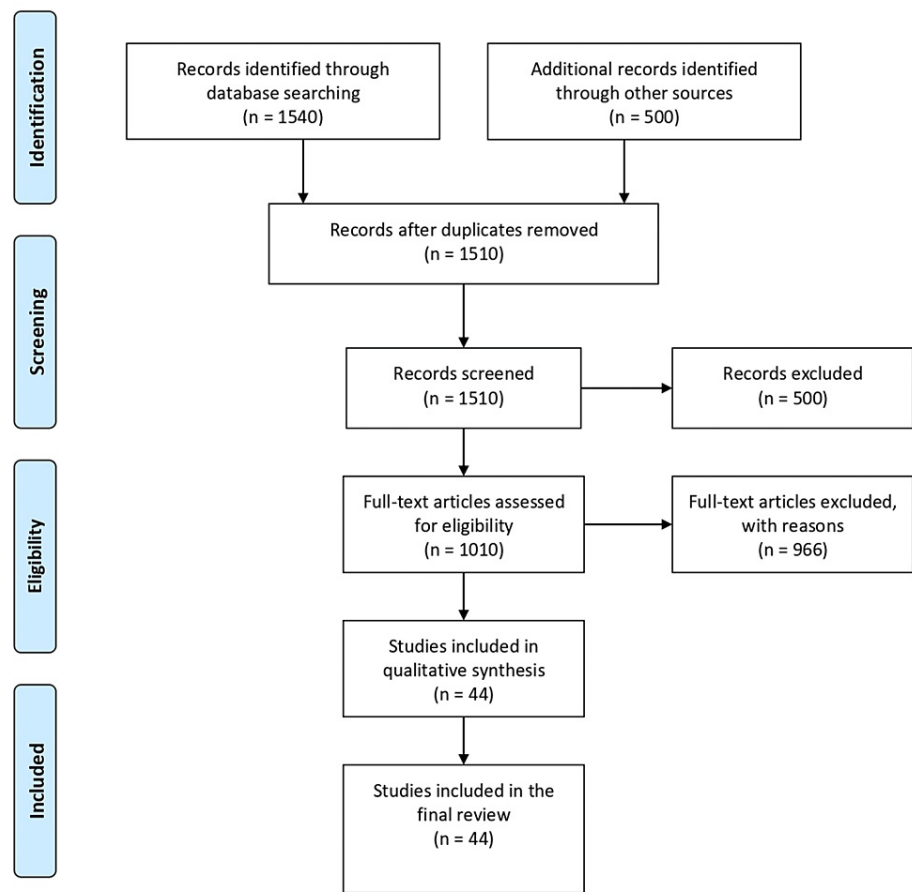 Identification
Records identified through
database searching
(n = 1540)
Additional records identified
through other sources
(n = 500)
Records after duplicates removed
(n = 1510)
Screening
Records screened
(n = 1510)
Records excluded
(n = 500)
Eligibility
Full-text articles assessed
for eligibility
(n = 1010)
Full-text articles excluded,
with reasons
(n = 966)
Studies included in
qualitative synthesis
(n = 44)
Included
Studies included in the
final review
(n = 44)